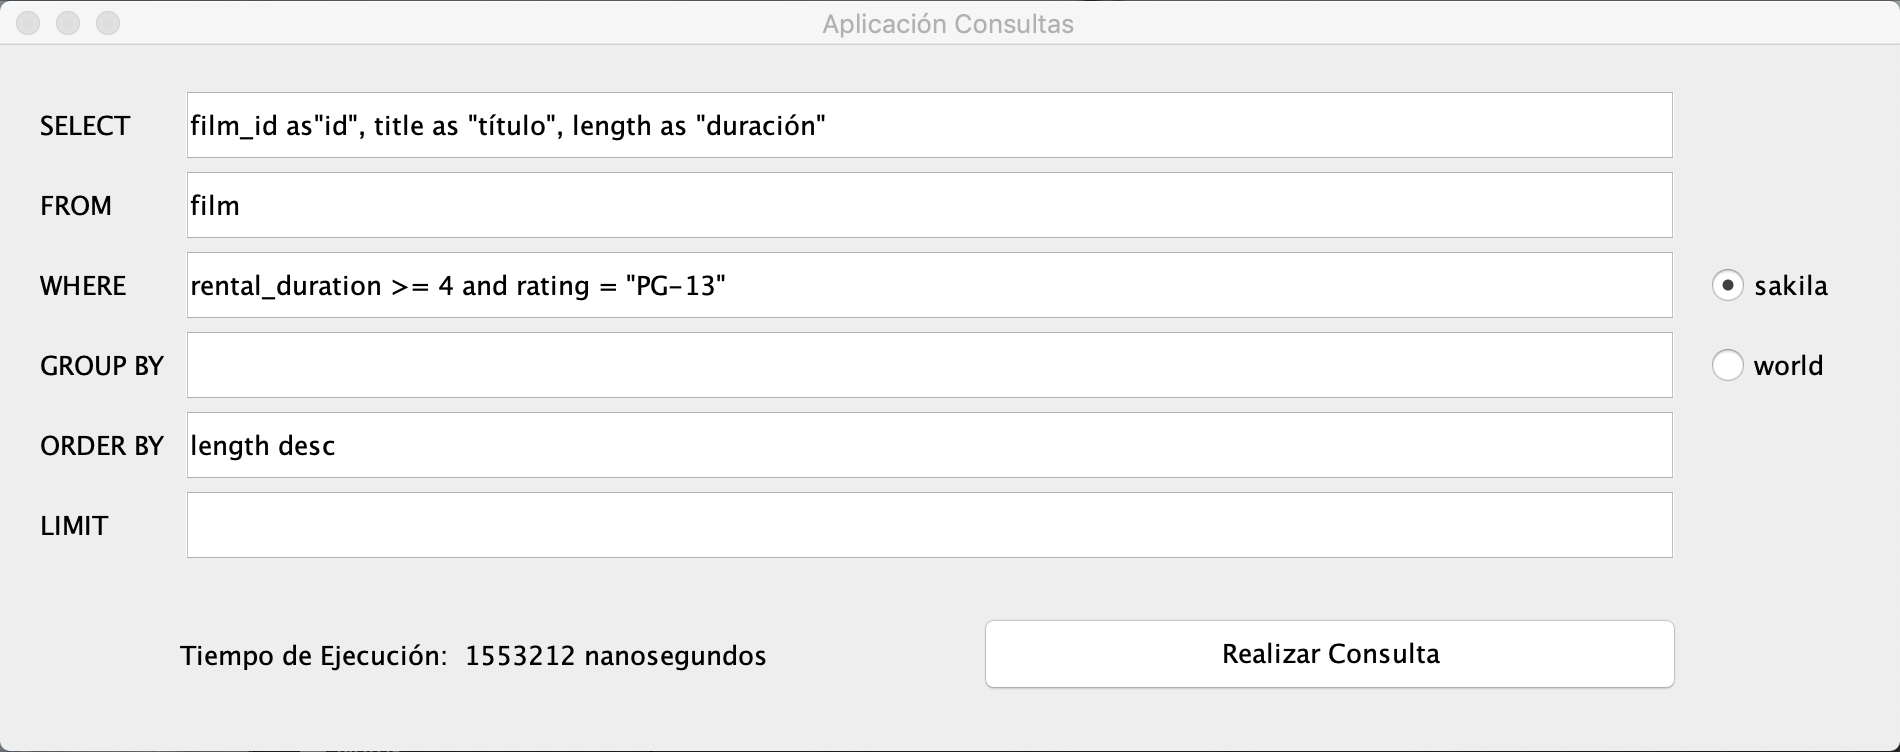 Aplicación Consultas
SELECT film_id as"id", title as "título", length as "duración"
FROM film
WHERE rental_duration >= 4 and rating = "PG-13" sakila
GROUP BY world
ORDER BY length desc
LIMIT
Tiempo de Ejecución: 1553212 nanosegundos Realizar Consulta